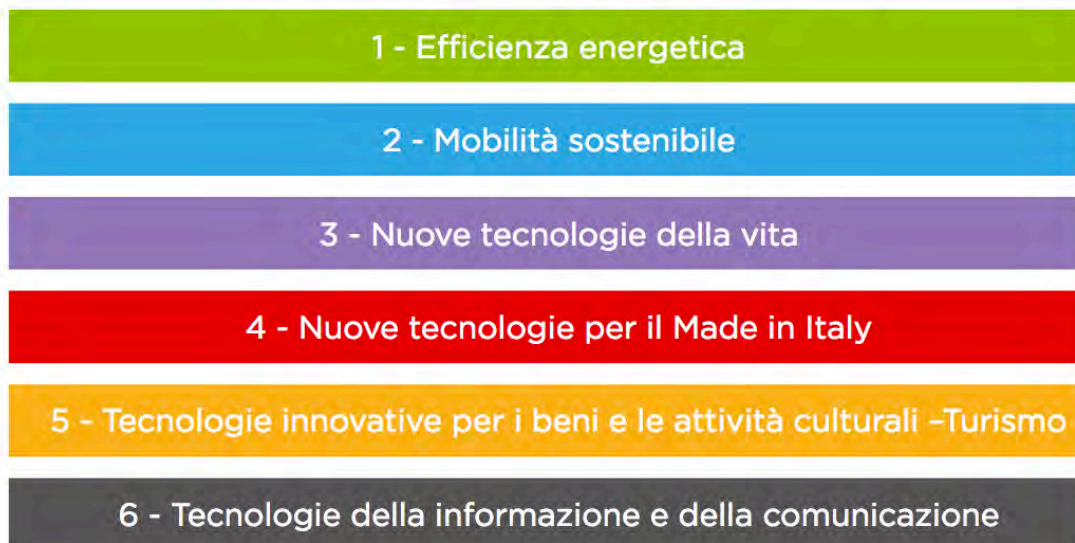 1 - Efficienza energetica
2 - Mobilità sostenibile
3 - Nuove tecnologie della vita
4 - Nuove tecnologie per il Made in Italy
5 - Tecnologie innovative per i beni e le attività culturali –Turismo
6 - Tecnologie della informazione e della comunicazione